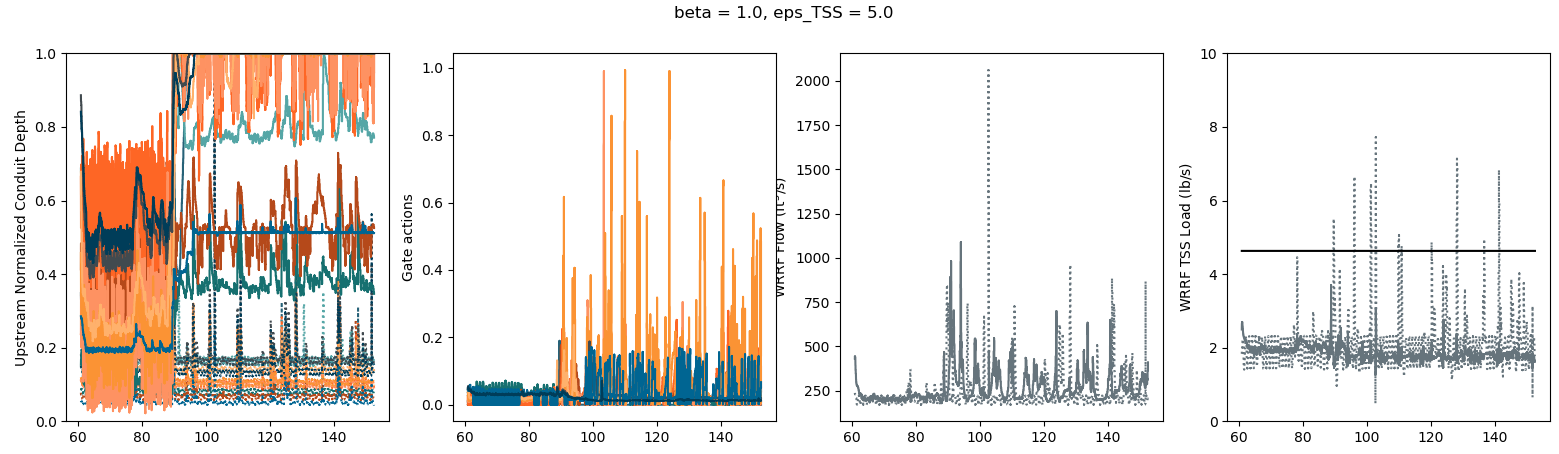 beta = 1.0, eps_TSS = 5.0
Upstream Normalized Conduit Depth
1.0
0.8
0.6
0.4
0.2
0.0
60 80 100 120 140
Gate actions
1.0
0.8
0.6
0.4
0.2
0.0
60 80 100 120 140
WRRF Flow (ft³/s)
2000
1750
1500
1250
1000
750
500
250
60 80 100 120 140
WRRF TSS Load (lb/s)
10
8
6
4
2
0
60 80 100 120 140